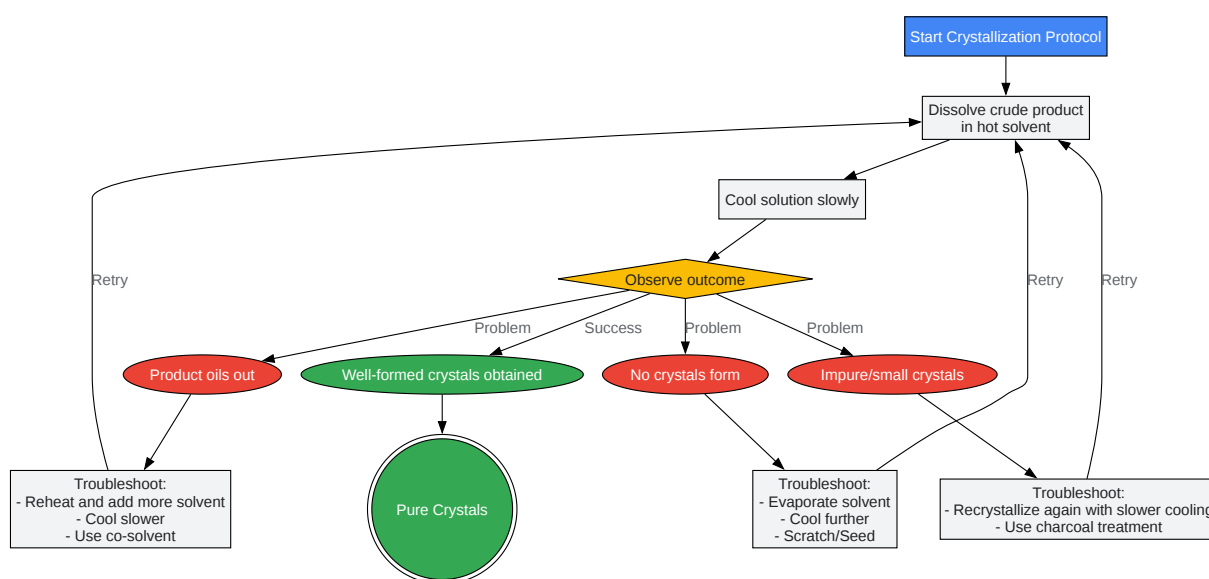 Start Crystallization Protocol
Dissolve crude product
in hot solvent
Cool solution slowly
Observe outcome
Retry
Retry
Retry
Problem
Success
Problem
Problem
Product oils out
Well-formed crystals obtained
No crystals form
Impure/small crystals
Troubleshoot:
- Reheat and add more solvent
- Cool slower
- Use co-solvent
Pure Crystals
Troubleshoot:
- Evaporate solvent
- Cool further
- Scratch/Seed
Troubleshoot:
- Recrystallize again with slower cooling
- Use charcoal treatment